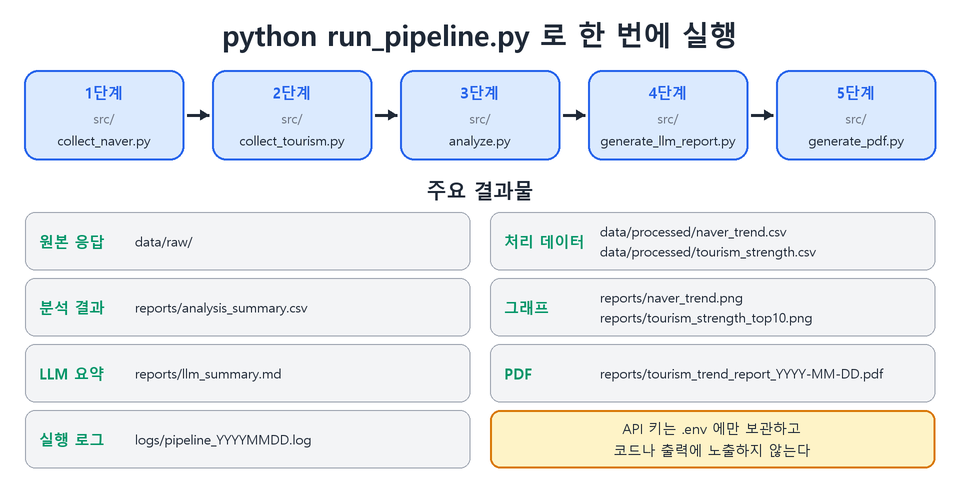 python run_pipeline.py 로 한 번에 실행
1단계
src/
collect_naver.py
2단계
src/
collect_tourism.py
3단계
src/
analyze.py
4단계
src/
generate_llm_report.py
5단계
src/
generate_pdf.py
주요 결과물
원본 응답
data/raw/
처리 데이터
data/processed/naver_trend.csv
data/processed/tourism_strength.csv
분석 결과
reports/analysis_summary.csv
그래프
reports/naver_trend.png
reports/tourism_strength_top10.png
LLM 요약
reports/llm_summary.md
PDF
reports/tourism_trend_report_YYYY-MM-DD.pdf
실행 로그
logs/pipeline_YYYYMMDD.log
API 키는 .env 에만 보관하고
코드나 출력에 노출하지 않는다